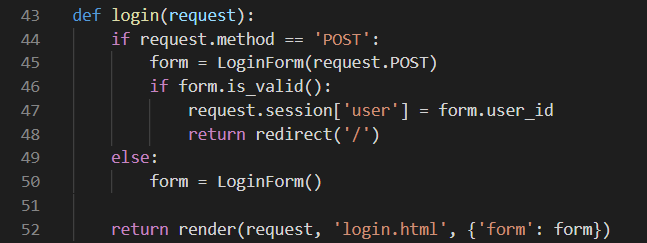 43 def login(request):
44     if request.method == 'POST':
45         form = LoginForm(request.POST)
46         if form.is_valid():
47             request.session['user'] = form.user_id
48             return redirect('/')
49     else:
50         form = LoginForm()
51
52     return render(request, 'login.html', {'form': form})